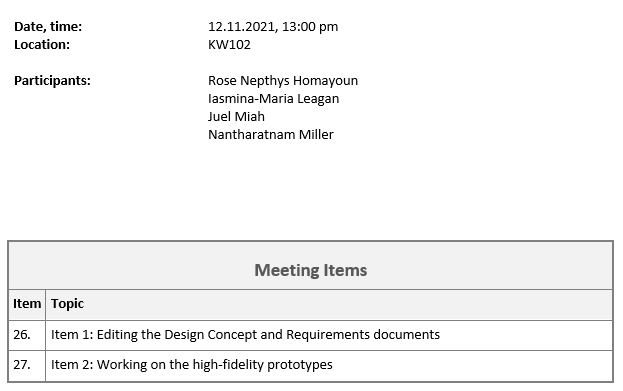 Date, time: 12.11.2021, 13:00 pm
Location: KW102
Participants: Rose Nepthys Homayoun
Iasmina-Maria Leagan
Juel Miah
Nantharatnam Miller
Meeting Items
Item Topic
26. Item 1: Editing the Design Concept and Requirements documents
27. Item 2: Working on the high-fidelity prototypes